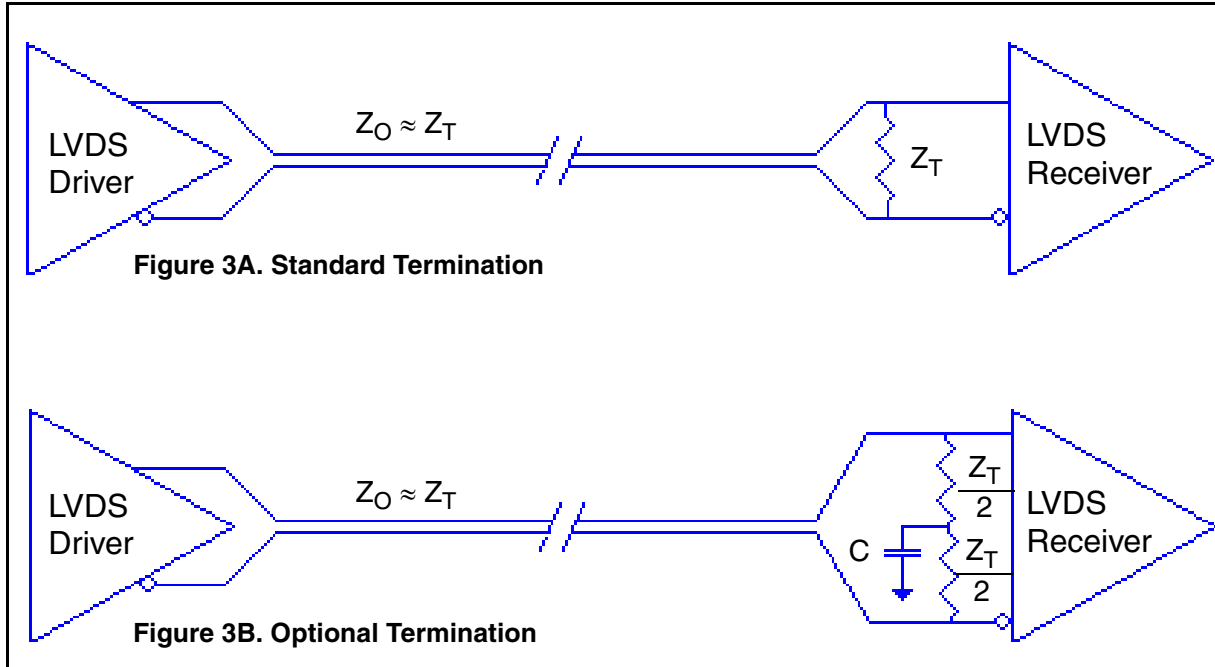 LVDS
Driver
Z_O ≈ Z_T
Z_T
LVDS
Receiver
Figure 3A. Standard Termination
LVDS
Driver
Z_O ≈ Z_T
C
Z_T
2
Z_T
2
LVDS
Receiver
Figure 3B. Optional Termination